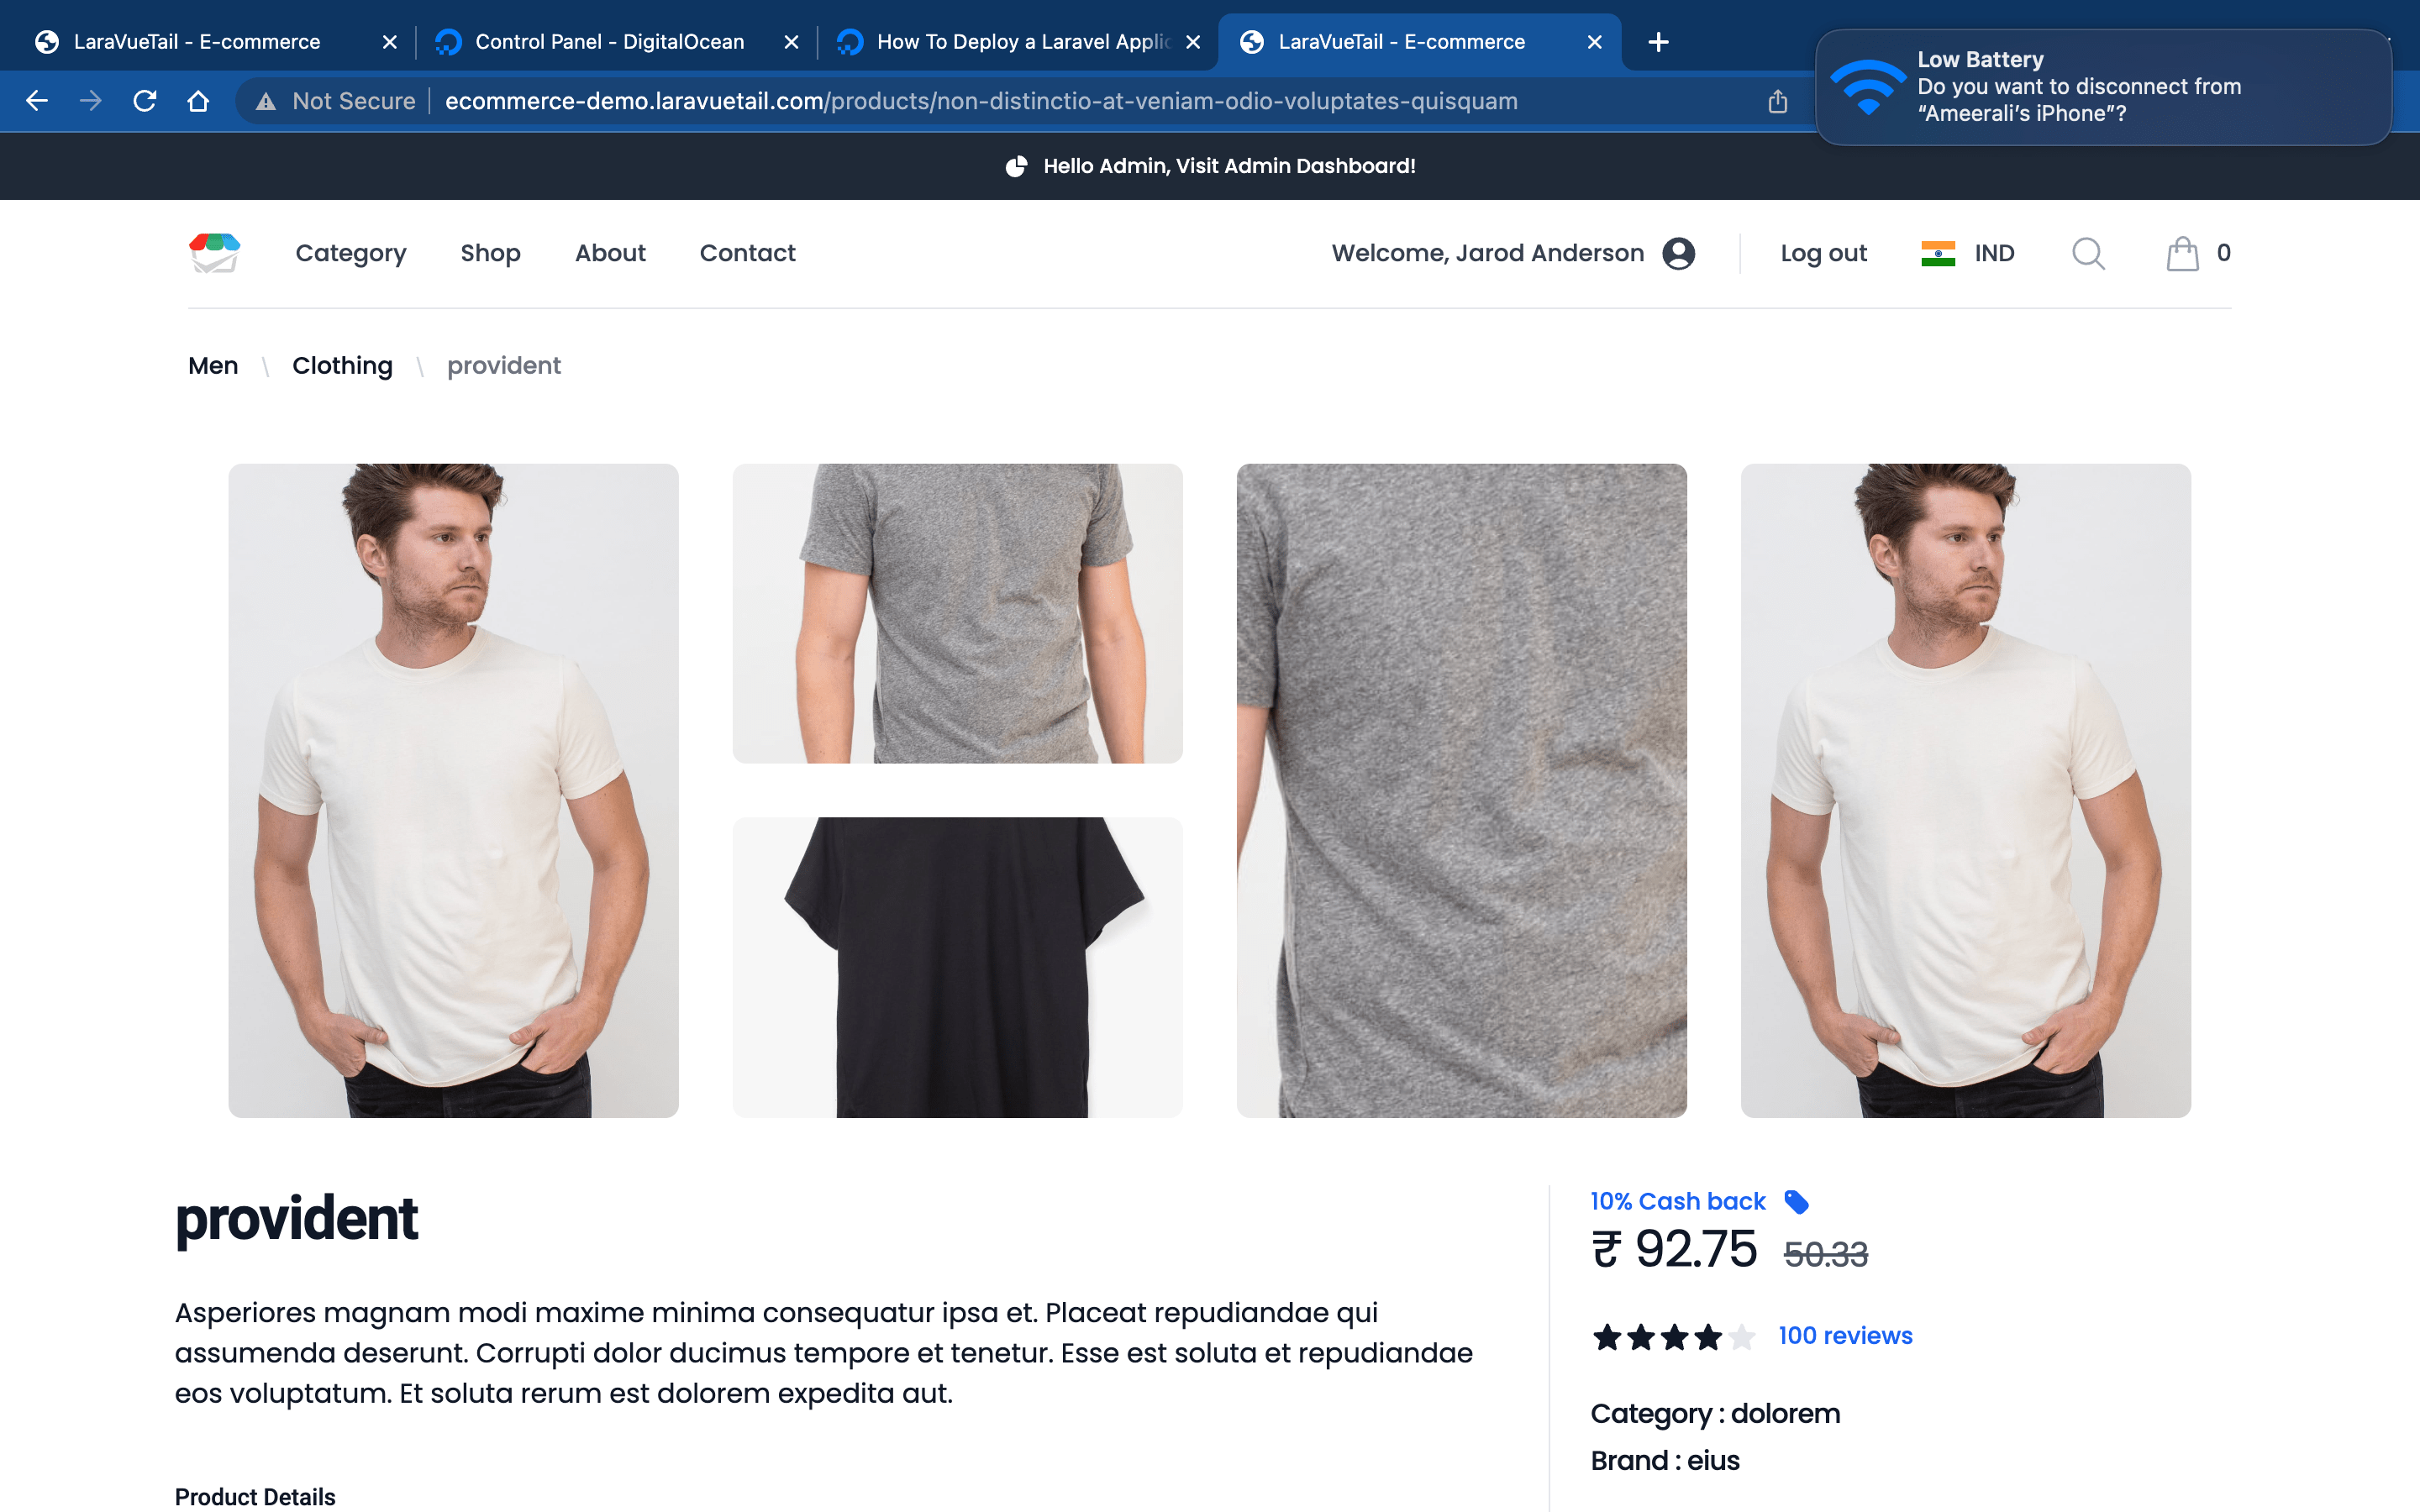 LaraVueTail - E-commerce
Control Panel - DigitalOcean
How To Deploy a Laravel Applic
LaraVueTail - E-commerce
Low Battery
Do you want to disconnect from
“Ameerali’s iPhone”?
Not Secure
ecommerce-demo.laravuetail.com/products/non-distinctio-at-veniam-odio-voluptates-quisquam
Hello Admin, Visit Admin Dashboard!
Category Shop About Contact
Welcome, Jarod Anderson
Log out
IND
0
Men \ Clothing \ provident
provident
Asperiores magnam modi maxime minima consequatur ipsa et. Placeat repudiandae qui
assumenda deserunt. Corrupti dolor ducimus tempore et tenetur. Esse est soluta et repudiandae
eos voluptatum. Et soluta rerum est dolorem expedita aut.
Product Details
10% Cash back
₹ 92.75 50.33
100 reviews
Category : dolorem
Brand : eius